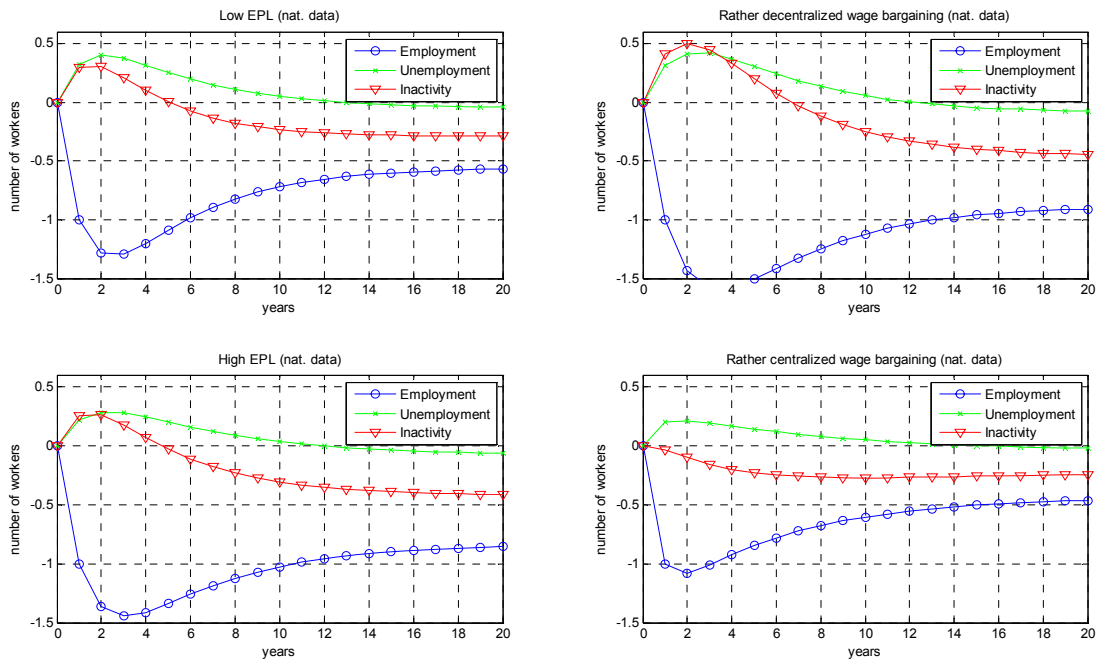 Low EPL (nat. data)
0.5
0
-0.5
-1
-1.5
number of workers
Employment
Unemployment
Inactivity
0 2 4 6 8 10 12 14 16 18 20
years
Rather decentralized wage bargaining (nat. data)
0.5
0
-0.5
-1
-1.5
number of workers
Employment
Unemployment
Inactivity
0 2 4 6 8 10 12 14 16 18 20
years
High EPL (nat. data)
0.5
0
-0.5
-1
-1.5
number of workers
Employment
Unemployment
Inactivity
0 2 4 6 8 10 12 14 16 18 20
years
Rather centralized wage bargaining (nat. data)
0.5
0
-0.5
-1
-1.5
number of workers
Employment
Unemployment
Inactivity
0 2 4 6 8 10 12 14 16 18 20
years